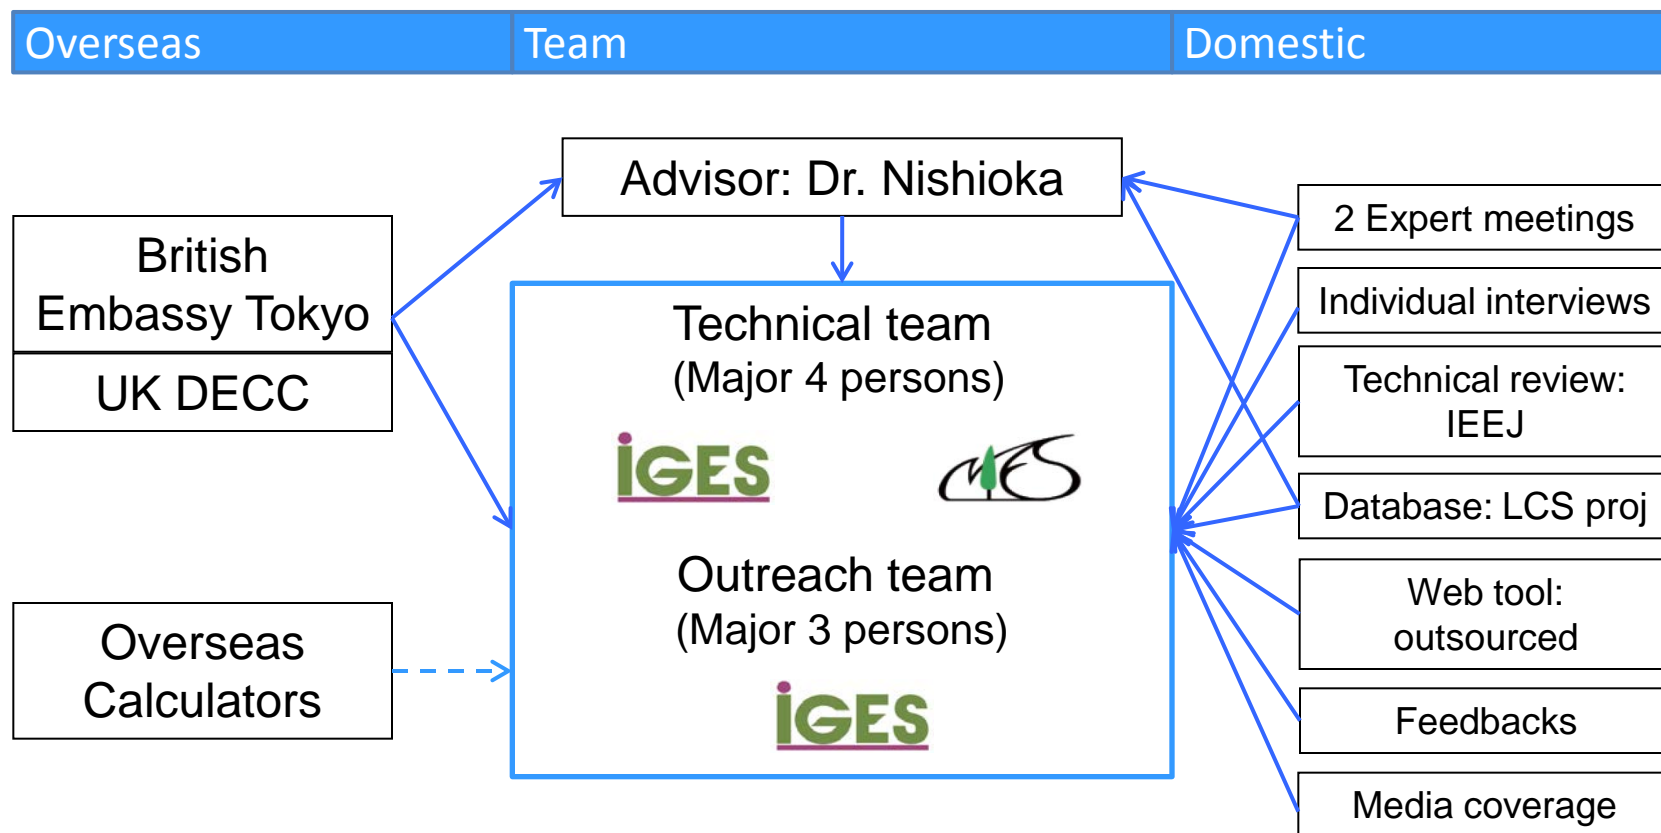 Overseas
Team
Domestic
Advisor: Dr. Nishioka
British
Embassy Tokyo
UK DECC
Overseas
Calculators
Technical team
(Major 4 persons)
iGES
MES
Outreach team
(Major 3 persons)
iGES
2 Expert meetings
Individual interviews
Technical review:
IEEJ
Database: LCS proj
Web tool:
outsourced
Feedbacks
Media coverage